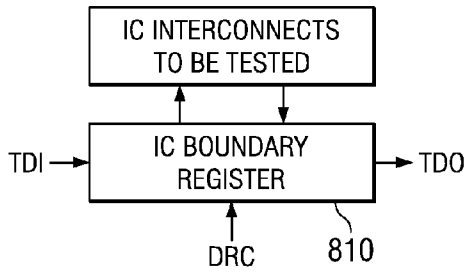 IC INTERCONNECTS
TO BE TESTED
TDI
IC BOUNDARY
REGISTER
TDO
DRC
810